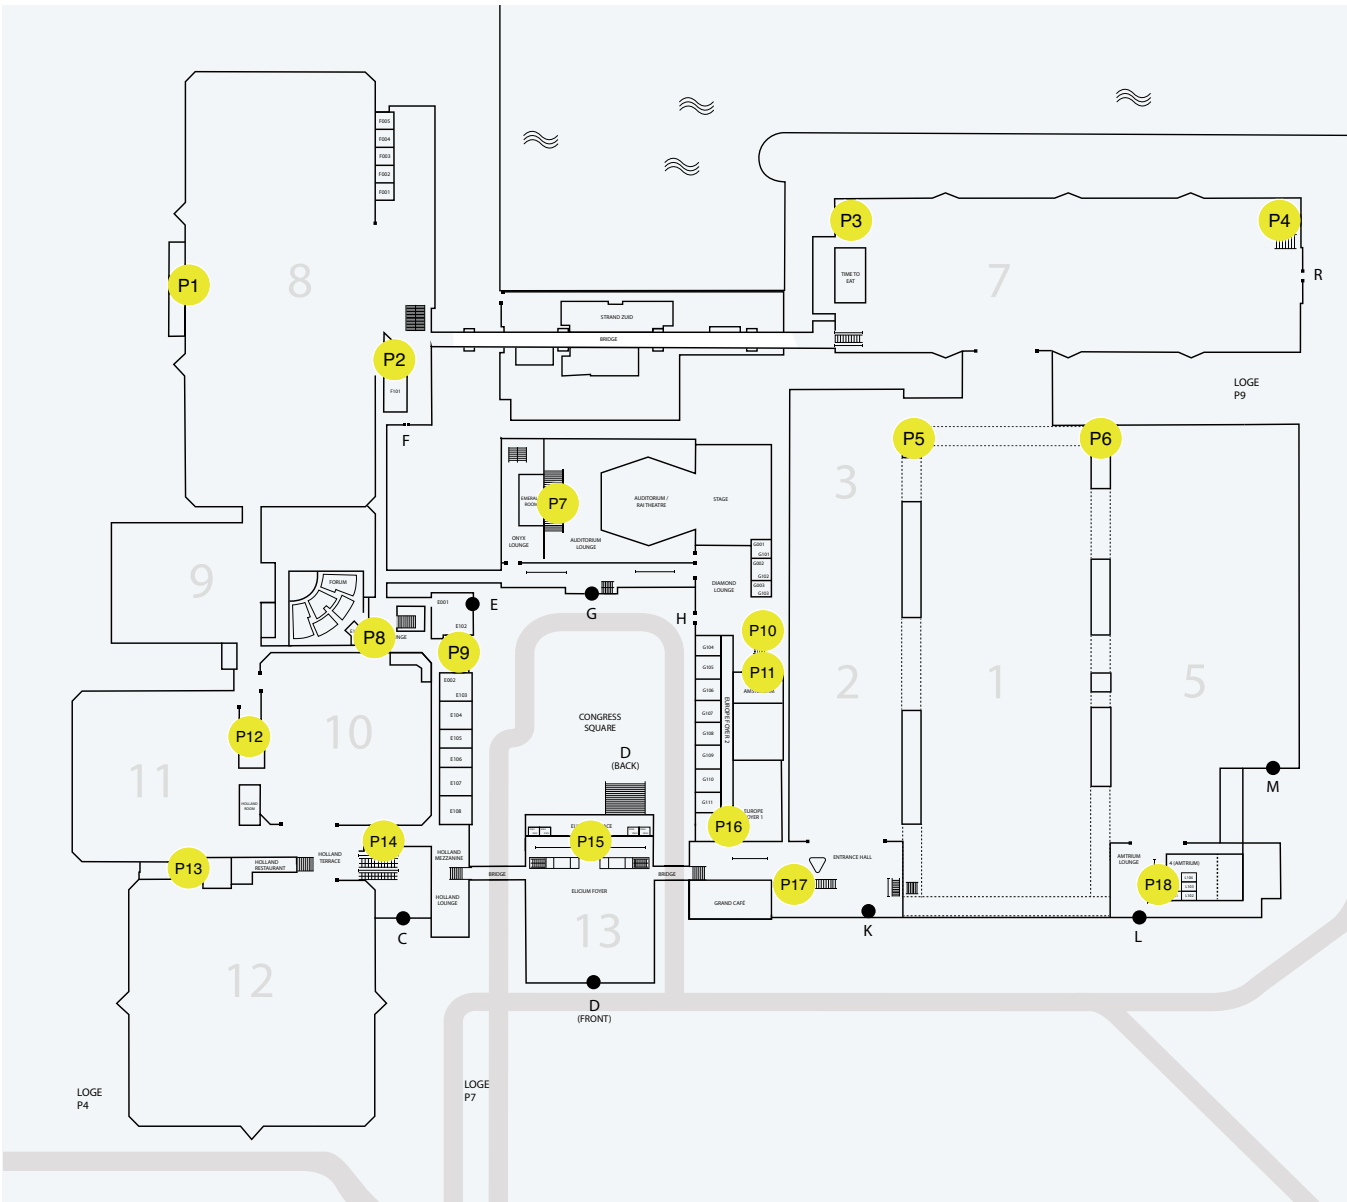 F005
F004
F003
F002
F001
P3
P4
8
7
P1
TIME TO
EAT
R
STRAND ZUID
BRIDGE
P2
F101
LOGE
P9
F
P5
P6
3
P7
ONYX
LOUNGE
AUDITORIUM
LOUNGE
AUDITORIUM /
RAI THEATRE
STAGE
G001
G101
G002
G102
G003
G103
DIAMOND
LOUNGE
9
FORUM
E001
E102
E
G
H
P8
P9
P10
P11
G104
G105
G106
G107
G108
G109
G110
G111
EUROPE FOYER 2
E002
E103
E104
E105
E106
E107
E108
2
1
5
CONGRESS
SQUARE
D
(BACK)
P12
10
11
HOLLAND
ROOM
M
P16
P15
P14
P13
HOLLAND
RESTAURANT
HOLLAND
TERRACE
HOLLAND
MEZZANINE
BRIDGE
BRIDGE
ELICIUM FOYER
HOLLAND
LOUNGE
ENTRANCE HALL
P17
GRAND CAFÉ
AMTRIUM
LOUNGE
4 (AMTRIUM)
P18
C
K
L
13
12
D
(FRONT)
LOGE
P4
LOGE
P7